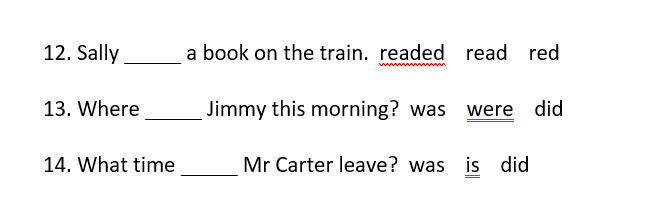 12. Sally _____ a book on the train. readed read red
13. Where _____ Jimmy this morning? was were did
14. What time _____ Mr Carter leave? was is did